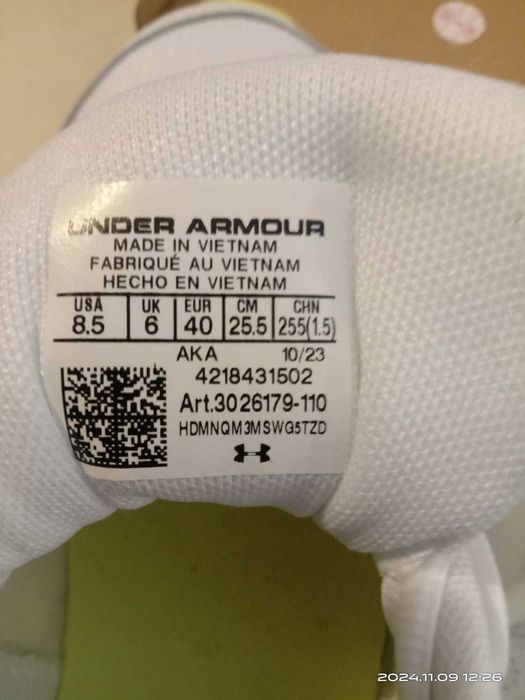 UNDER ARMOUR
MADE IN VIETNAM
FABRIQUÉ AU VIETNAM
HECHO EN VIETNAM
USA UK EUR CM CHN
8.5 6 40 25.5 255(1.5)
AKA 10/23
4218431502
Art.3026179-110
HDMNQM3MSWG5TZD
2024.11.09 12:26